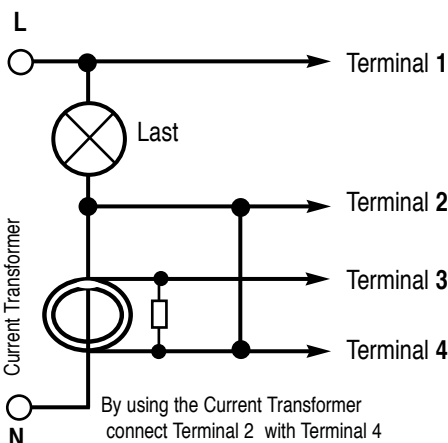 L
Terminal 1
Last
Terminal 2
Current Transformer
Terminal 3
Terminal 4
N
By using the Current Transformer
connect Terminal 2 with Terminal 4